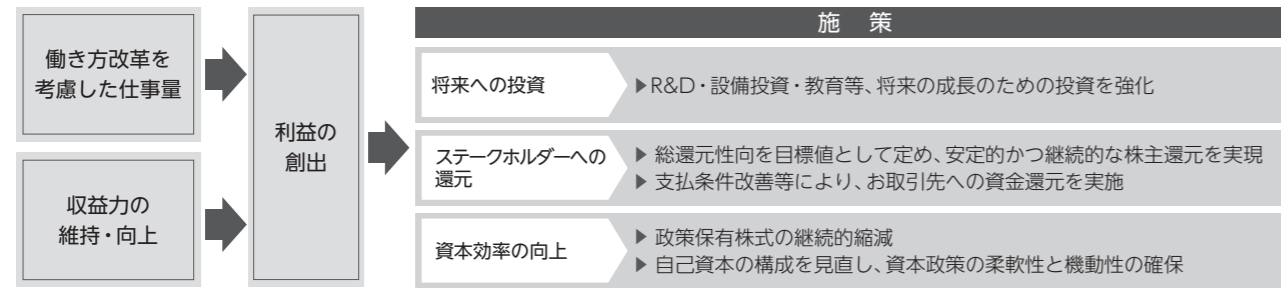 働き方改革を
考慮した仕事量
収益力の
維持・向上
利益の
創出
施 策
将来への投資
▶R&D・設備投資・教育等、将来の成長のための投資を強化
ステークホルダーへの
還元
▶ 総還元性向を目標値として定め、安定的かつ継続的な株主還元を実現
▶ 支払条件改善等により、お取引先への資金還元を実施
資本効率の向上
▶ 政策保有株式の継続的縮減
▶ 自己資本の構成を見直し、資本政策の柔軟性と機動性の確保